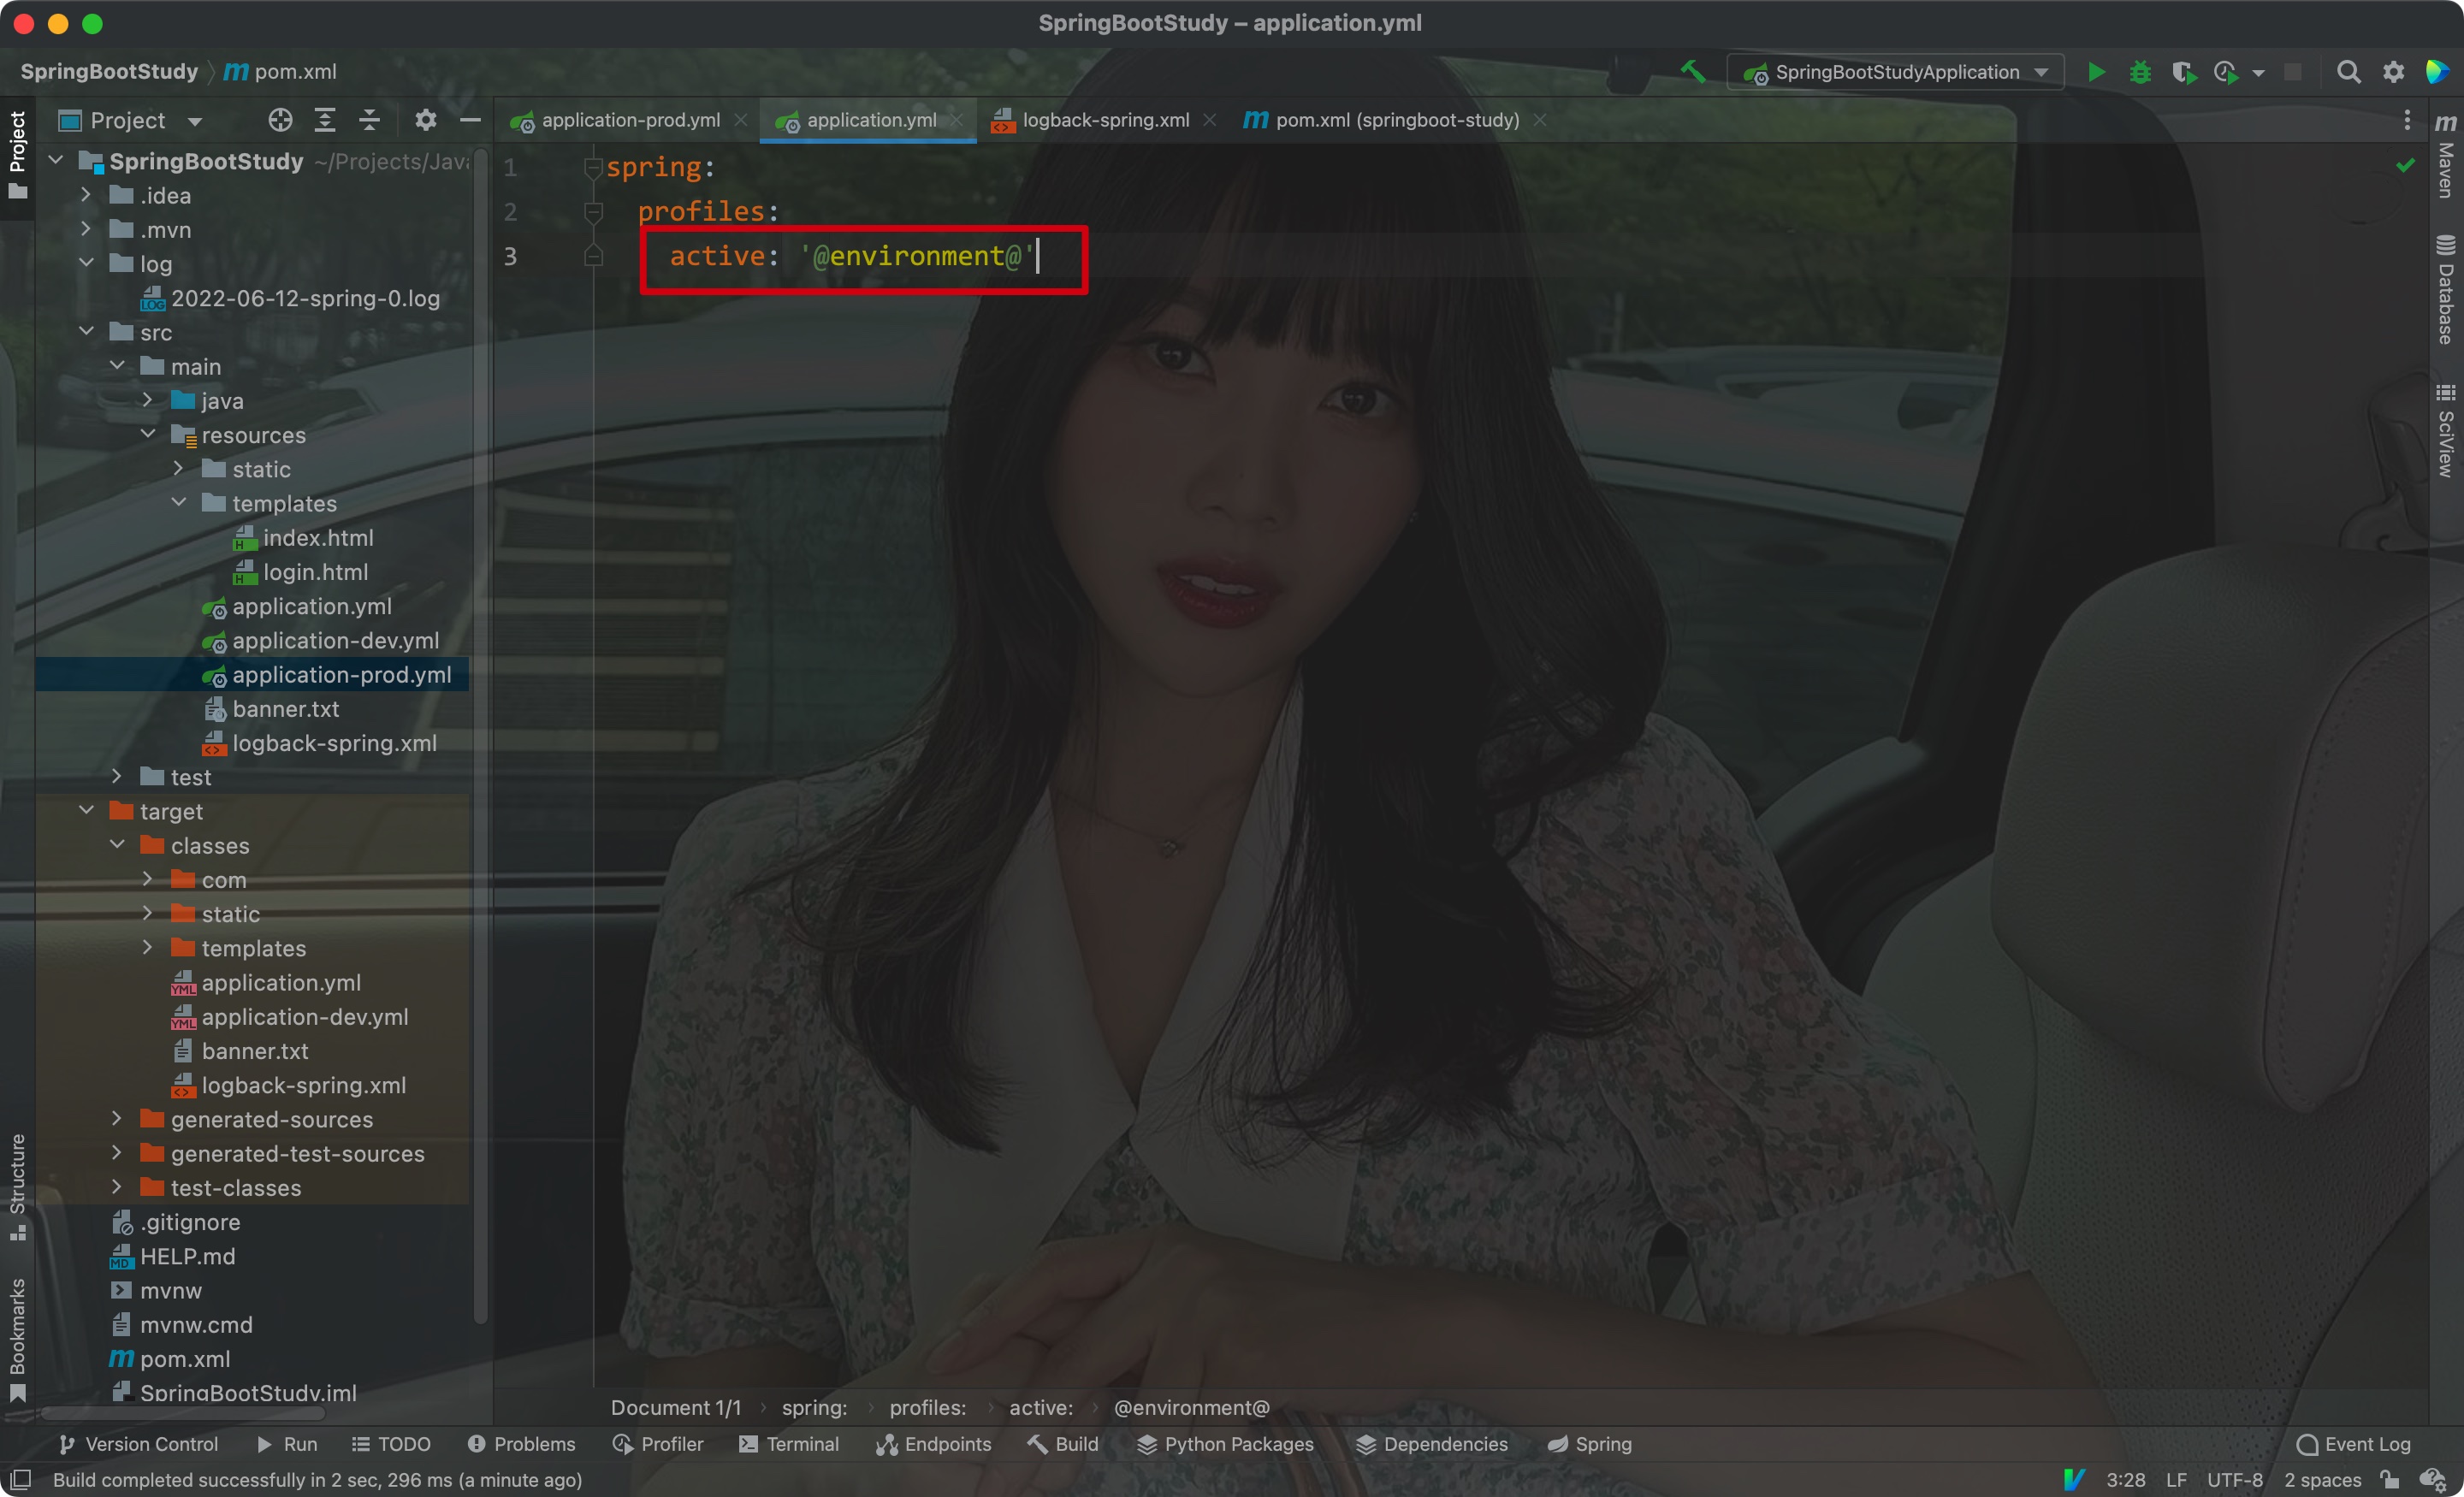 SpringBootStudy – application.yml
SpringBootStudy
pom.xml
SpringBootStudyApplication
Project
application-prod.yml
application.yml
logback-spring.xml
pom.xml (springboot-study)
Project
Structure
Bookmarks
SpringBootStudy ~/Projects/Java
.idea
.mvn
log
2022-06-12-spring-0.log
src
main
java
resources
static
templates
index.html
login.html
application.yml
application-dev.yml
application-prod.yml
banner.txt
logback-spring.xml
test
target
classes
com
static
templates
application.yml
application-dev.yml
banner.txt
logback-spring.xml
generated-sources
generated-test-sources
test-classes
.gitignore
HELP.md
mvnw
mvnw.cmd
pom.xml
SpringBootStudy.iml
1 spring:
2 profiles:
3 active: '@environment@'
Maven
Database
SciView
Document 1/1 spring: profiles: active: @environment@
Version Control Run TODO Problems Profiler Terminal Endpoints Build Python Packages Dependencies Spring Event Log
Build completed successfully in 2 sec, 296 ms (a minute ago) 3:28 LF UTF-8 2 spaces